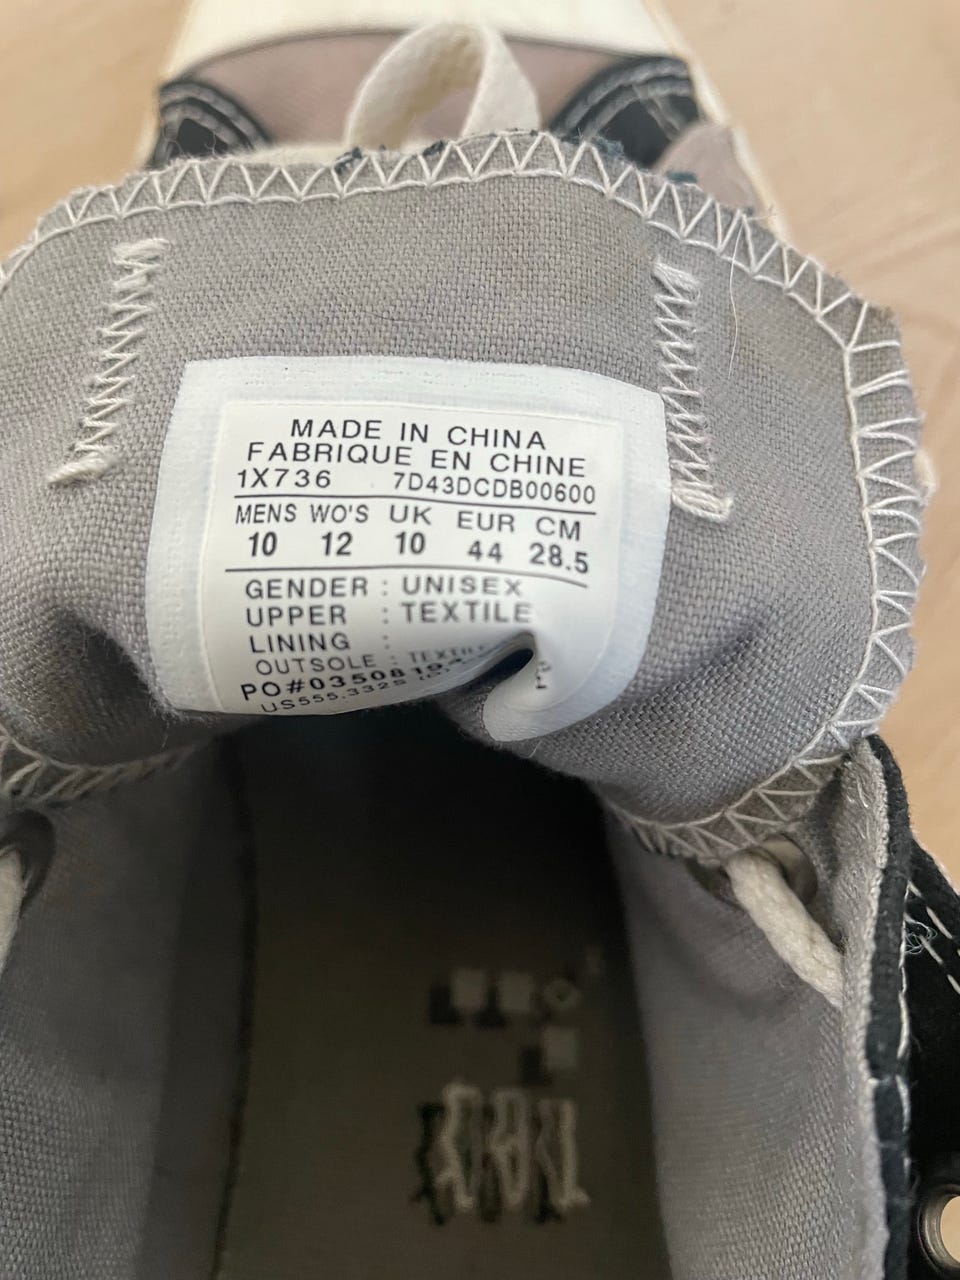 MADE IN CHINA
FABRIQUE EN CHINE
1X736 7D43DCDB00600
MENS WO'S UK EUR CM
10 12 10 44 28.5
GENDER : UNISEX
UPPER : TEXTILE
LINING :
OUTSOLE :